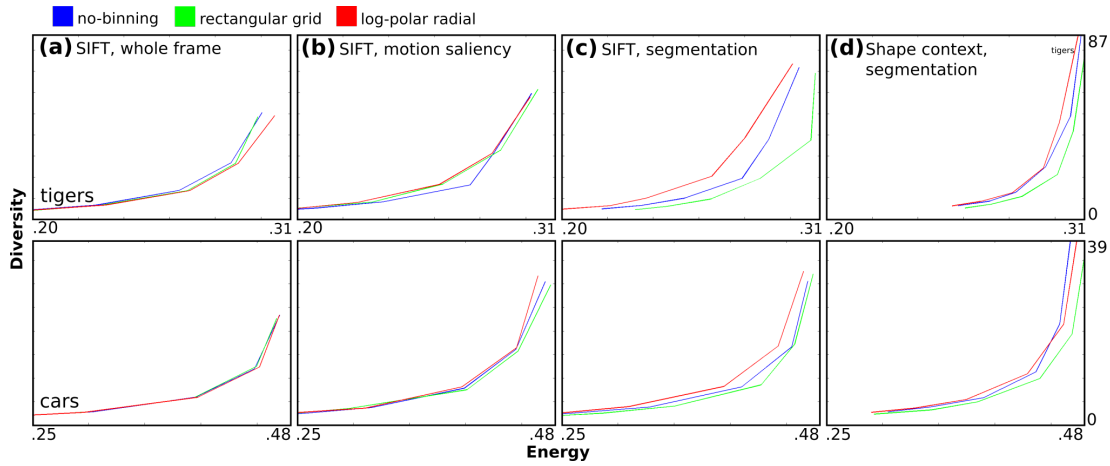 no-binning rectangular grid log-polar radial
(a) SIFT, whole frame
(b) SIFT, motion saliency
(c) SIFT, segmentation
(d) Shape context,
segmentation
tigers
87
tigers
0
.20 .31 .20 .31 .20 .31 .20 .31
Diversity
39
cars
0
.25 .48 .25 .48 .25 .48 .25 .48
Energy